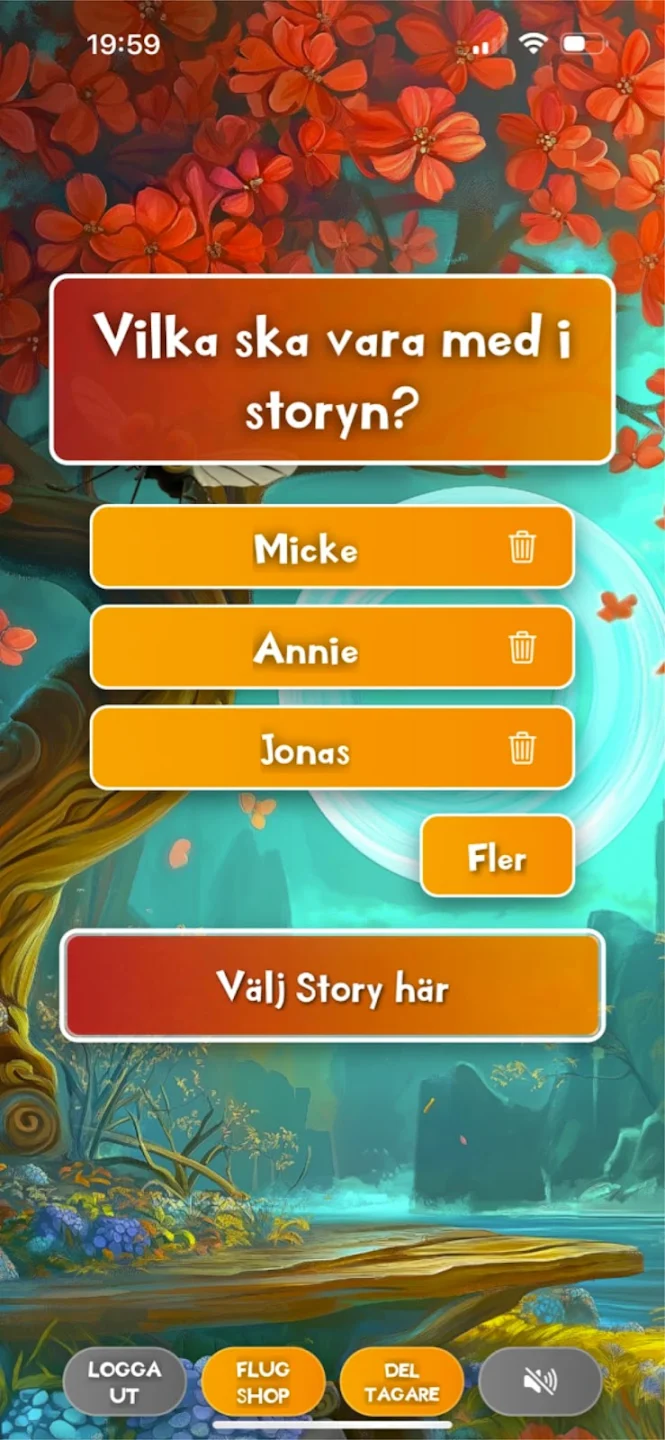 19:59
Vilka ska vara med i
storyn?
Micke
Annie
Jonas
Fler
Välj Story här
LOGGA
UT
FLUG
SHOP
DEL
TAGARE